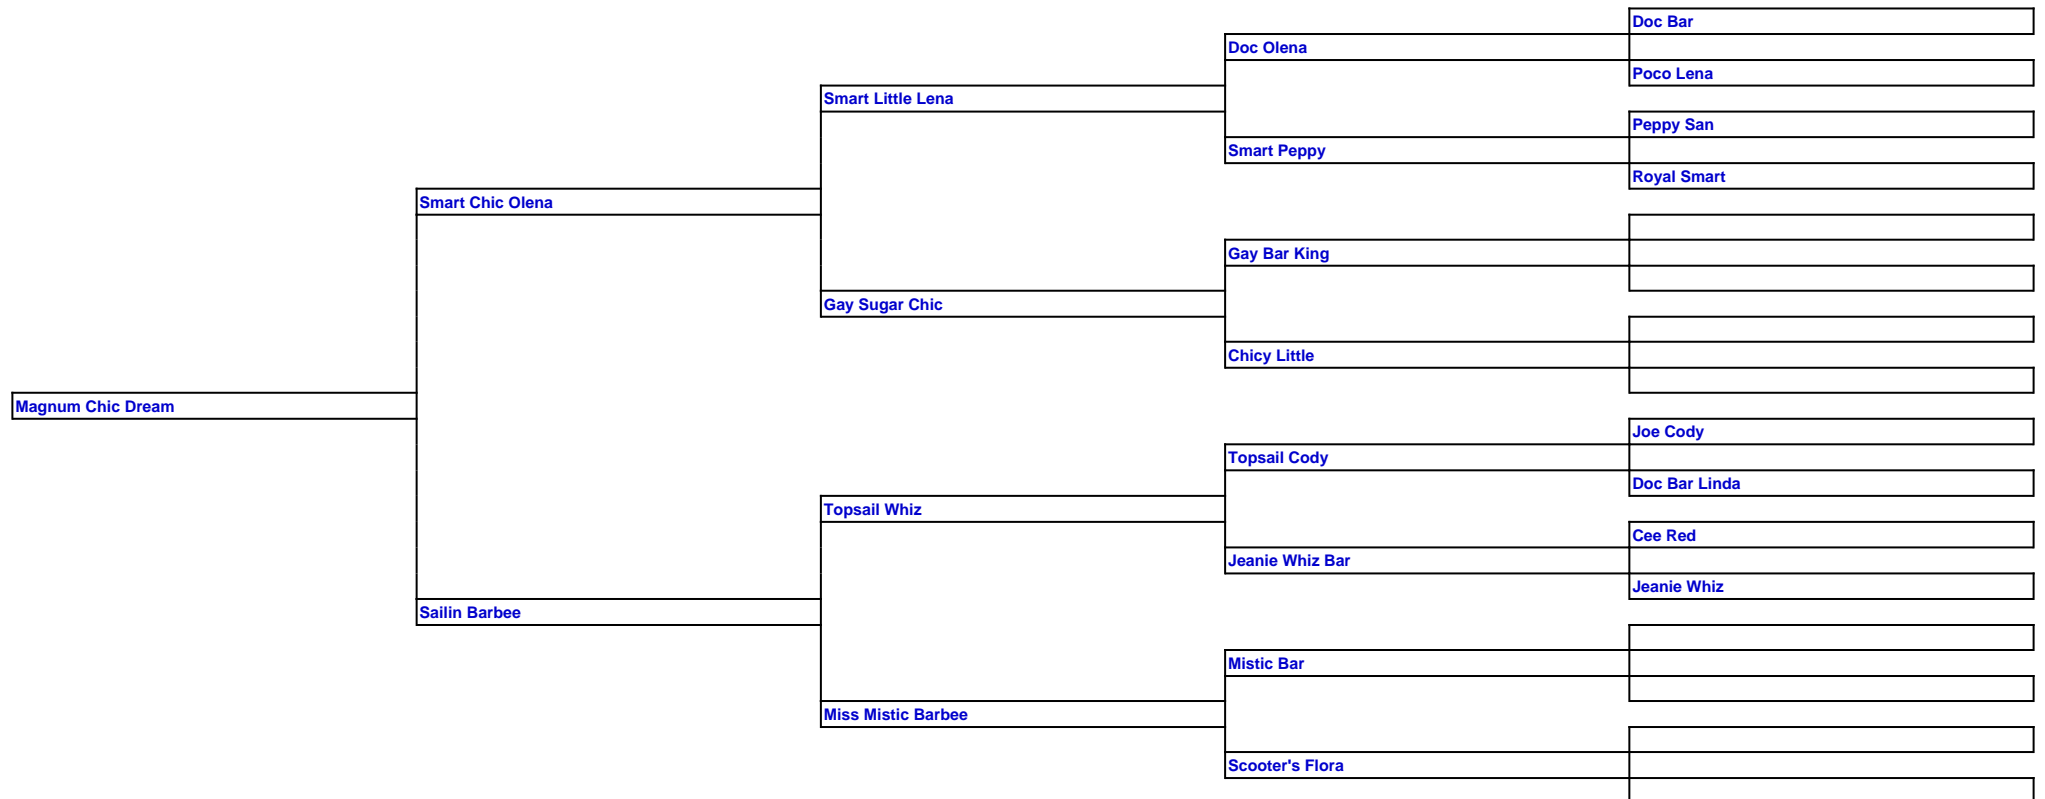 Doc Bar
Doc Olena
Poco Lena
Smart Little Lena
Peppy San
Smart Peppy
Royal Smart
Smart Chic Olena
Gay Bar King
Gay Sugar Chic
Chicy Little
Magnum Chic Dream
Joe Cody
Topsail Cody
Doc Bar Linda
Topsail Whiz
Cee Red
Jeanie Whiz Bar
Jeanie Whiz
Sailin Barbee
Mistic Bar
Miss Mistic Barbee
Scooter's Flora